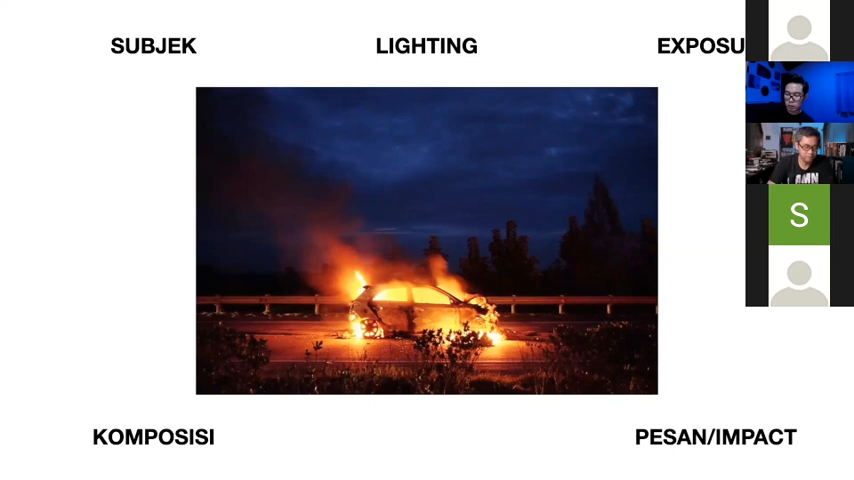 SUBJEK
LIGHTING
EXPOSU
S
KOMPOSISI
PESAN/IMPACT